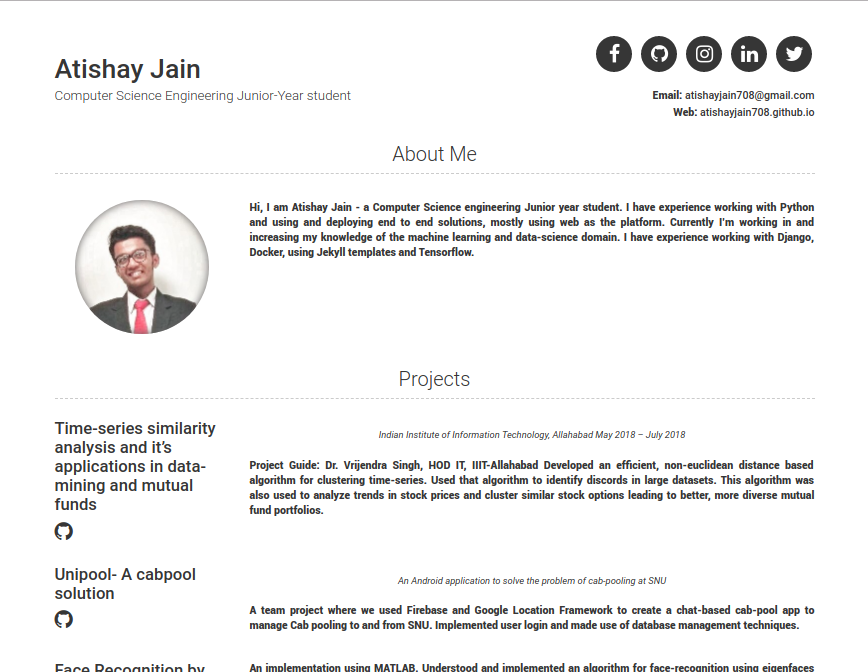 Atishay Jain
Computer Science Engineering Junior-Year student
Email: atishayjain708@gmail.com
Web: atishayjain708.github.io
About Me
Hi, I am Atishay Jain - a Computer Science engineering Junior year student. I have experience working with Python
and using and deploying end to end solutions, mostly using web as the platform. Currently I'm working in and
increasing my knowledge of the machine learning and data-science domain. I have experience working with Django,
Docker, using Jekyll templates and Tensorflow.
Projects
Time-series similarity
analysis and it's
applications in data-
mining and mutual
funds
Indian Institute of Information Technology, Allahabad May 2018 – July 2018
Project Guide: Dr. Vrijendra Singh, HOD IT, IIIT-Allahabad Developed an efficient, non-euclidean distance based
algorithm for clustering time-series. Used that algorithm to identify discords in large datasets. This algorithm was
also used to analyze trends in stock prices and cluster similar stock options leading to better, more diverse mutual
fund portfolios.
Unipool- A cabpool
solution
An Android application to solve the problem of cab-pooling at SNU
A team project where we used Firebase and Google Location Framework to create a chat-based cab-pool app to
manage Cab pooling to and from SNU. Implemented user login and made use of database management techniques.
Face Recognition by
An implementation using MATLAB. Understood and implemented an algorithm for face-recognition using eigenfaces